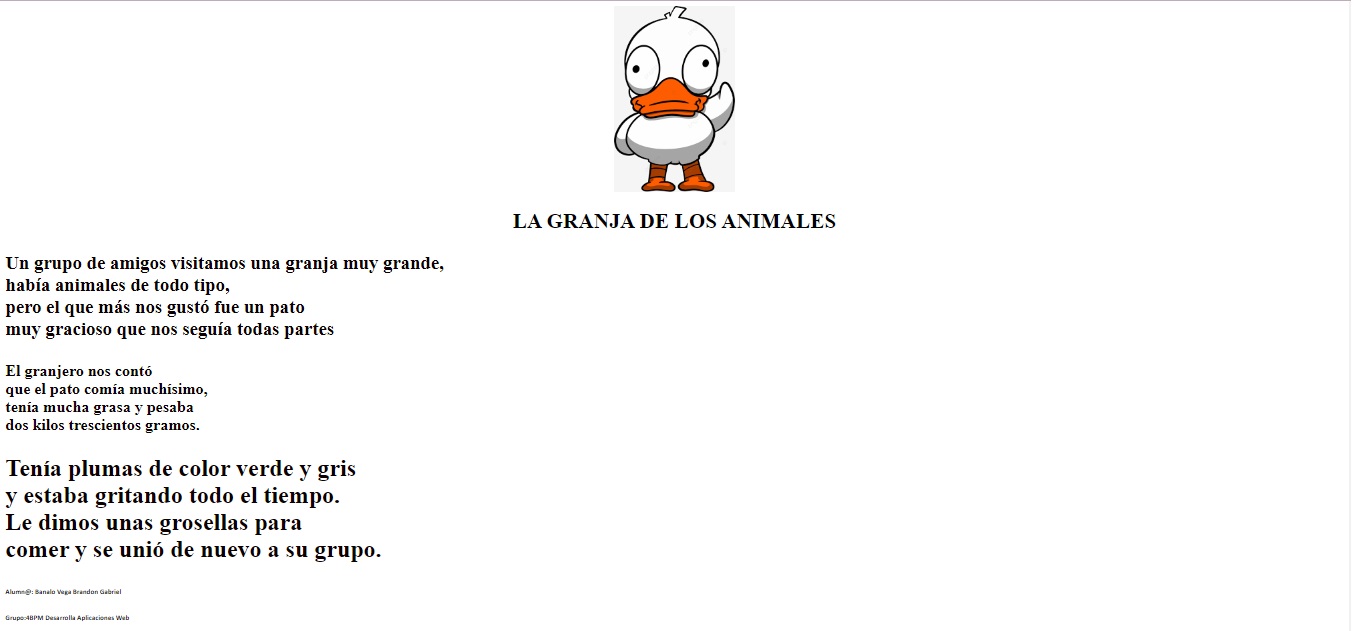 LA GRANJA DE LOS ANIMALES
Un grupo de amigos visitamos una granja muy grande,
había animales de todo tipo,
pero el que más nos gustó fue un pato
muy gracioso que nos seguía todas partes
El granjero nos contó
que el pato comía muchísimo,
tenía mucha grasa y pesaba
dos kilos trescientos gramos.
Tenía plumas de color verde y gris
y estaba gritando todo el tiempo.
Le dimos unas grosellas para
comer y se unió de nuevo a su grupo.
Alumn@: Banalo Vega Brandon Gabriel
Grupo:4BPM Desarrolla Aplicaciones Web